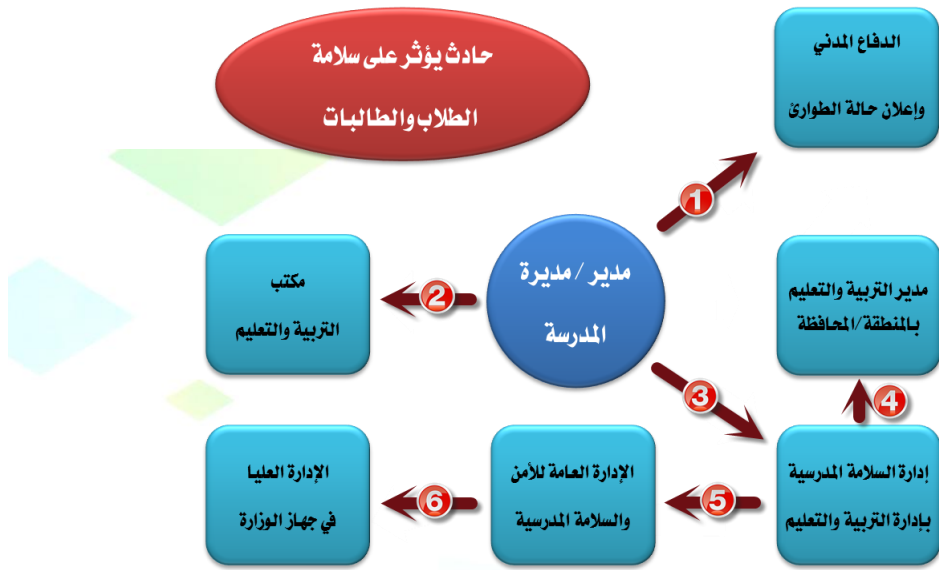 حادث يؤثر على سلامة
الطلاب والطالبات
الدفاع المدني
وإعلان حالة الطوارئ
1
مدير / مديرة
المدرسة
2
مكتب
التربية والتعليم
3
مدير التربية والتعليم
بالمنطقة/المحافظة
4
إدارة السلامة المدرسية
بإدارة التربية والتعليم
5
الإدارة العامة للأمن
والسلامة المدرسية
6
الإدارة العليا
في جهاز الوزارة